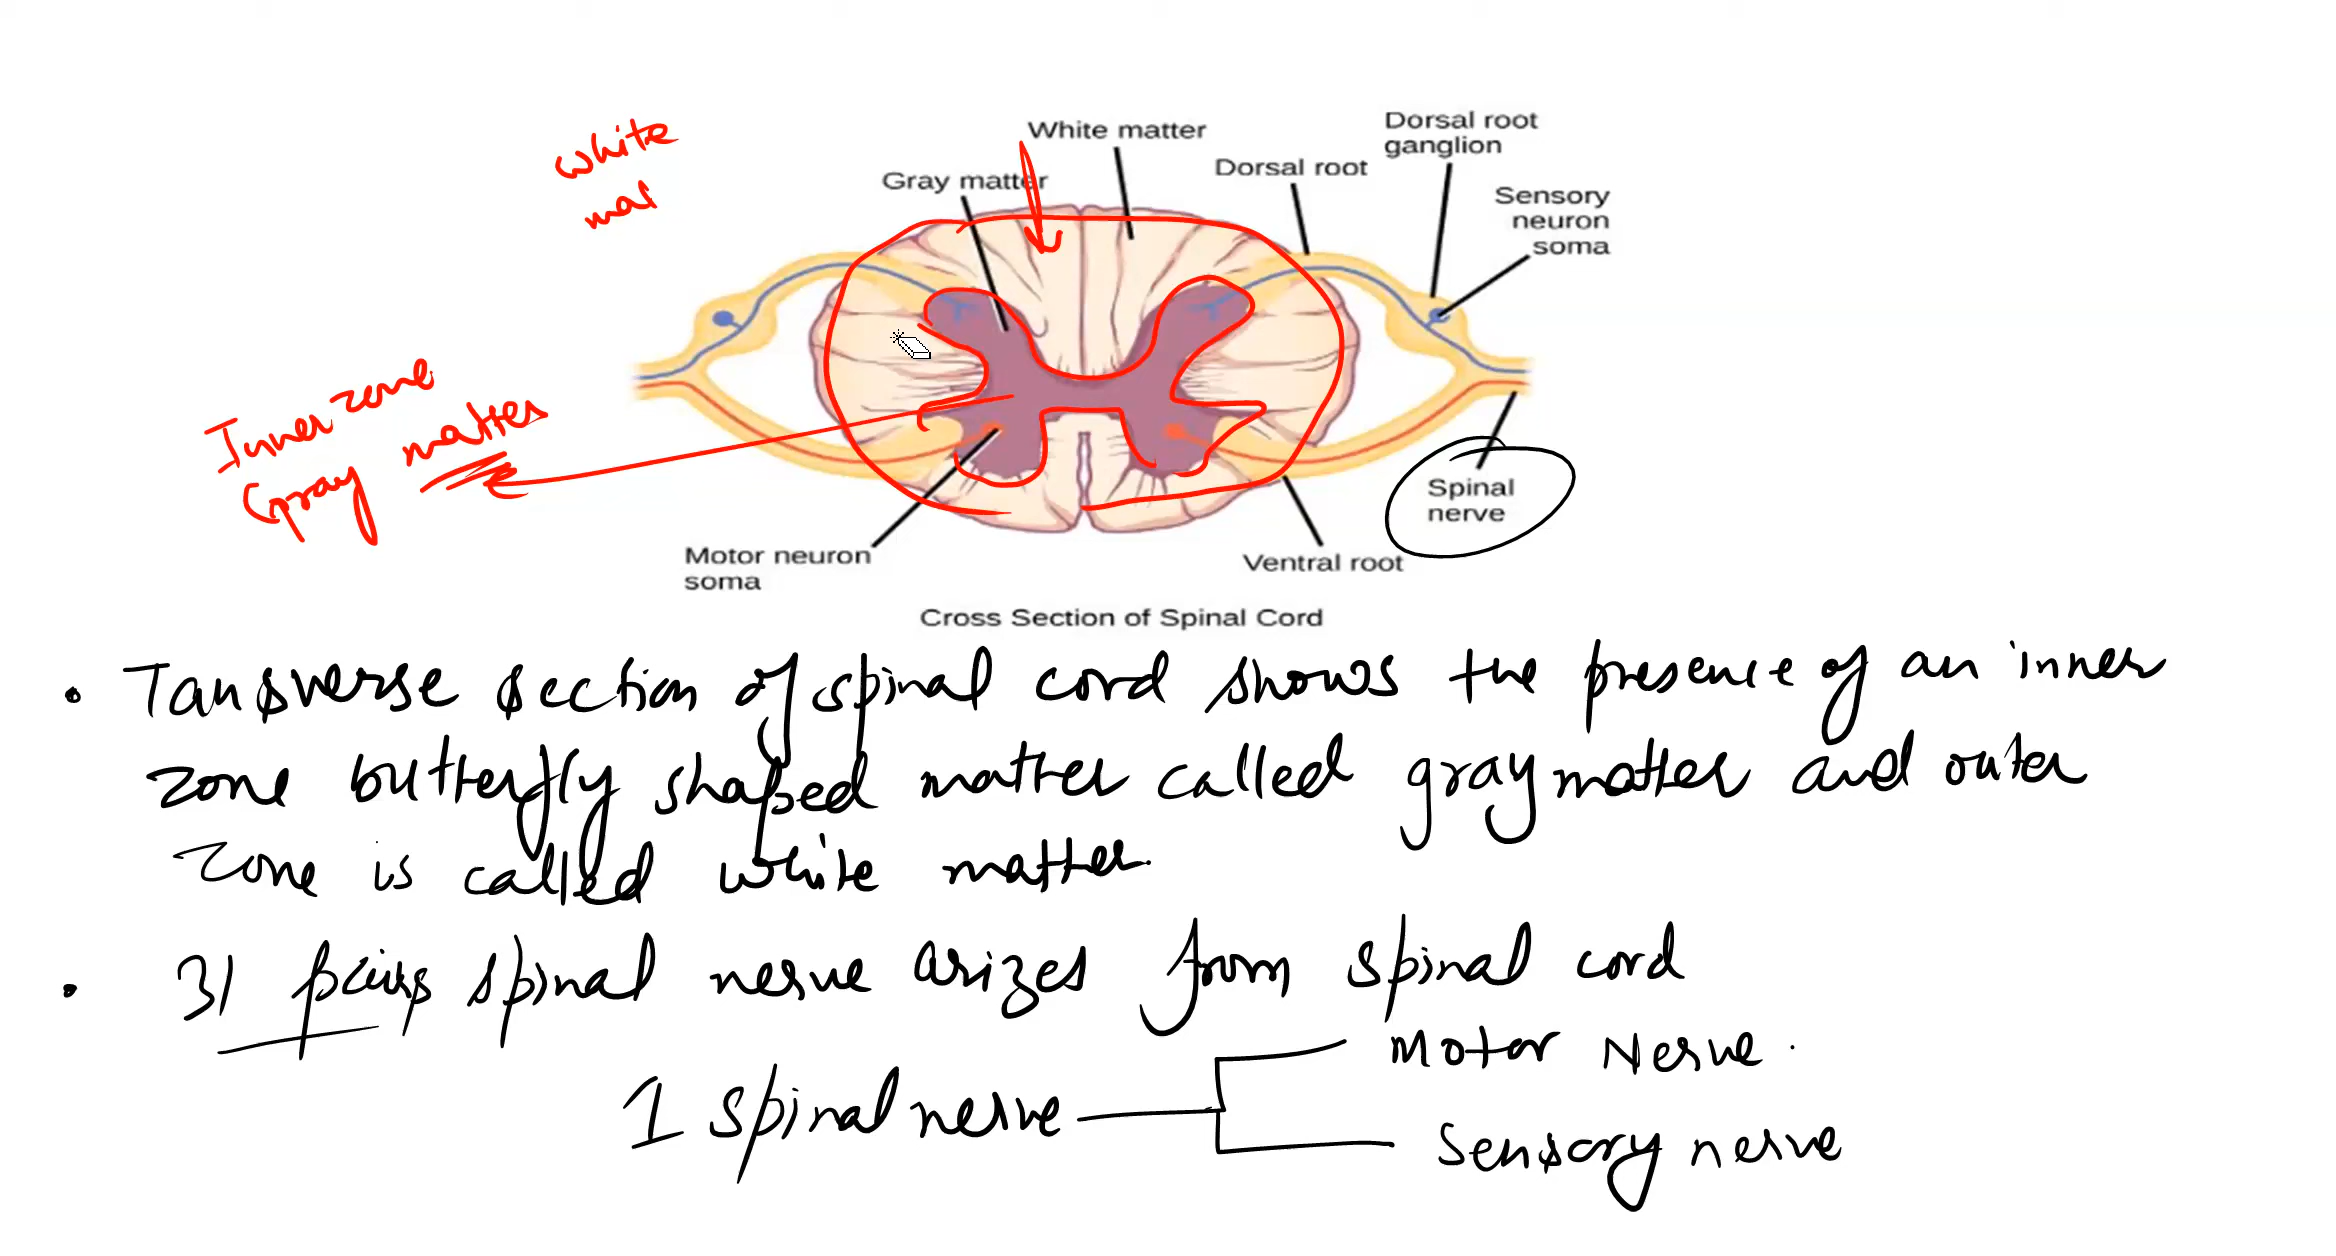 White matter
Dorsal root
ganglion
white
mat
Gray matter
Dorsal root
Sensory
neuron
soma
Inner zone
Gray matter
Spinal
nerve
Motor neuron
soma
Ventral root
Cross Section of Spinal Cord
• Tansverse section of spinal cord shows the presence of an inner
zone butterfly shaped matter called gray matter and outer
zone is called white matter.
• 31 pairs spinal nerve arizes from spinal cord
Motor Nerve.
1 spinal nerve
Sensory nerve